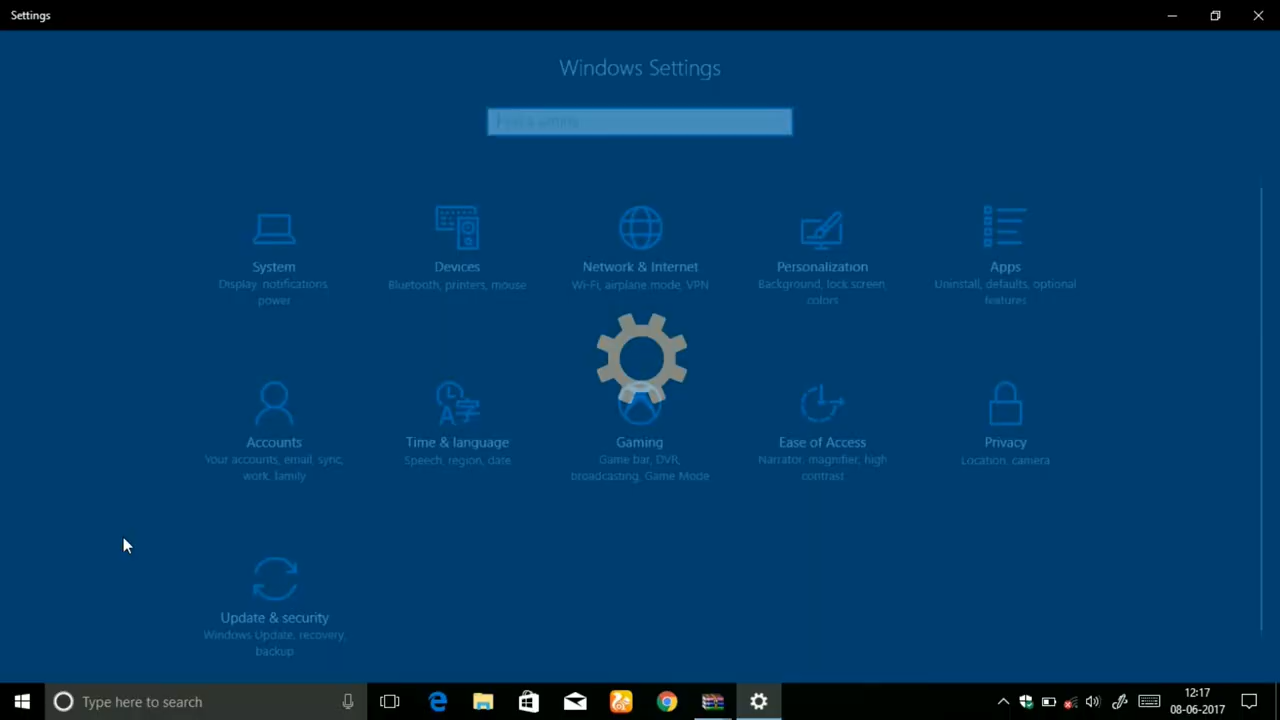 Settings
Windows Settings
Find a setting
System
Display, notifications,
power
Devices
Bluetooth, printers, mouse
Network & Internet
Wi-Fi, airplane mode, VPN
Personalization
Background, lock screen,
colors
Apps
Uninstall, defaults, optional
features
Accounts
Your accounts, email, sync,
work, family
Time & language
Speech, region, date
Gaming
Game bar, DVR,
broadcasting, Game Mode
Ease of Access
Narrator, magnifier, high
contrast
Privacy
Location, camera
Update & security
Windows Update, recovery,
backup
Type here to search
12:17
08-06-2017